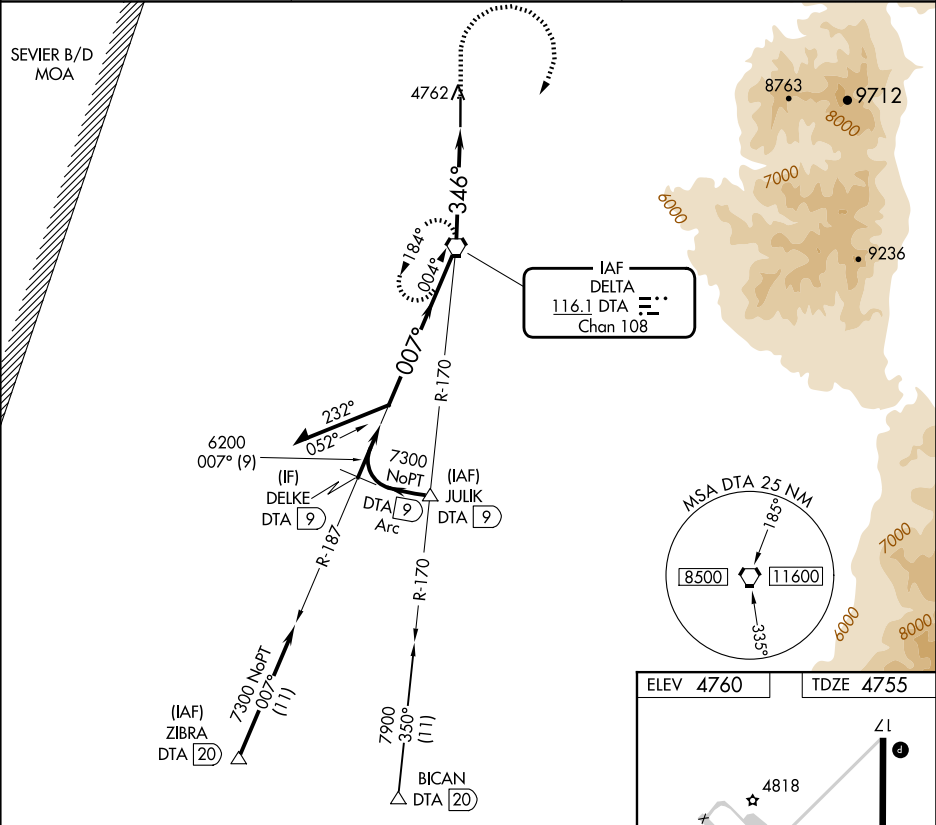 SEVIER B/D
MOA
4762
8763
9712
8000
7000
6000
9236
346°
184°
004°
IAF
DELTA
116.1 DTA
Chan 108
007°
R-170
232°
052°
6200
007° (9)
7300
NoPT
(IF)
DELKE
DTA 9
DTA 9
Arc
(IAF)
JULIK
DTA 9
R-187
R-170
MSA DTA 25 NM
185°
8500
11600
335°
7000
6000
8000
7300 NoPT
007°
(11)
(IAF)
ZIBRA
DTA 20
7900
350°
(11)
BICAN
DTA 20
ELEV 4760
TDZE 4755
17
P
4818